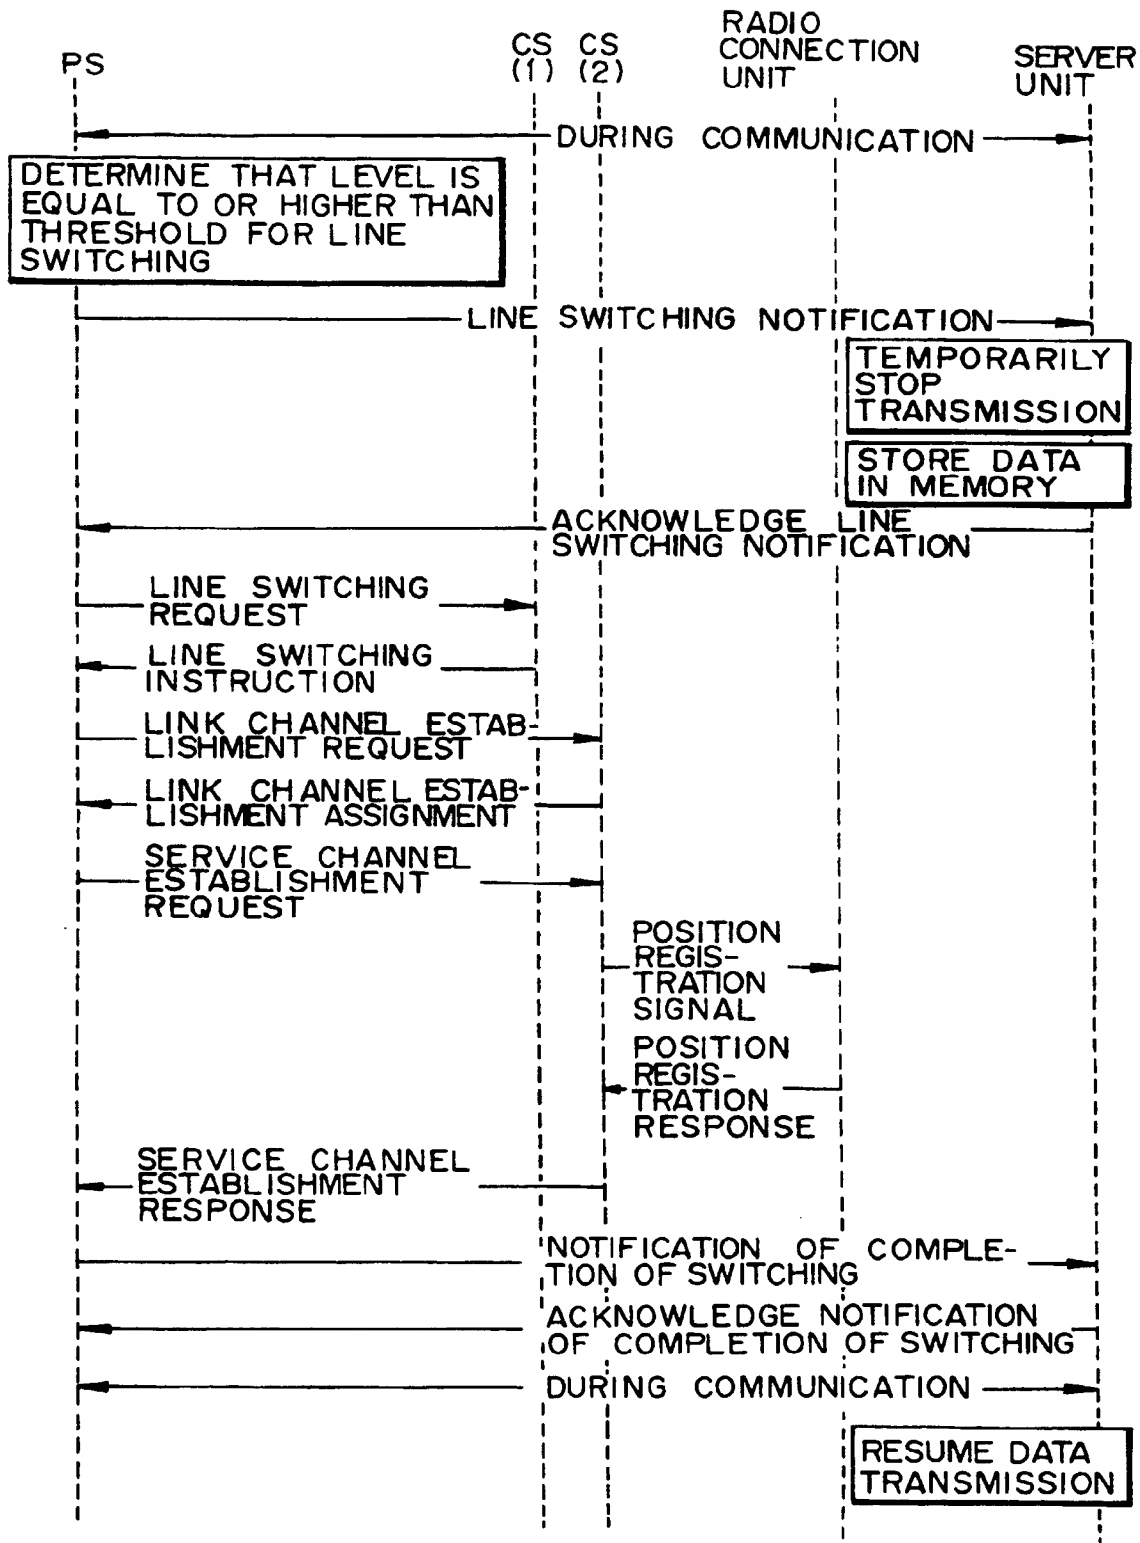 PS
CS
(1)
CS
(2)
RADIO
CONNECTION
UNIT
SERVER
UNIT
DURING COMMUNICATION
DETERMINE THAT LEVEL IS
EQUAL TO OR HIGHER THAN
THRESHOLD FOR LINE
SWITCHING
LINE SWITCHING NOTIFICATION
TEMPORARILY
STOP
TRANSMISSION
STORE DATA
IN MEMORY
ACKNOWLEDGE LINE
SWITCHING NOTIFICATION
LINE SWITCHING
REQUEST
LINE SWITCHING
INSTRUCTION
LINK CHANNEL ESTAB-
LISHMENT REQUEST
LINK CHANNEL ESTAB-
LISHMENT ASSIGNMENT
SERVICE CHANNEL
ESTABLISHMENT
REQUEST
POSITION
REGIS-
TRATION
SIGNAL
POSITION
REGIS-
TRATION
RESPONSE
SERVICE CHANNEL
ESTABLISHMENT
RESPONSE
NOTIFICATION OF COMPLE-
TION OF SWITCHING
ACKNOWLEDGE NOTIFICATION
OF COMPLETION OF SWITCHING
DURING COMMUNICATION
RESUME DATA
TRANSMISSION